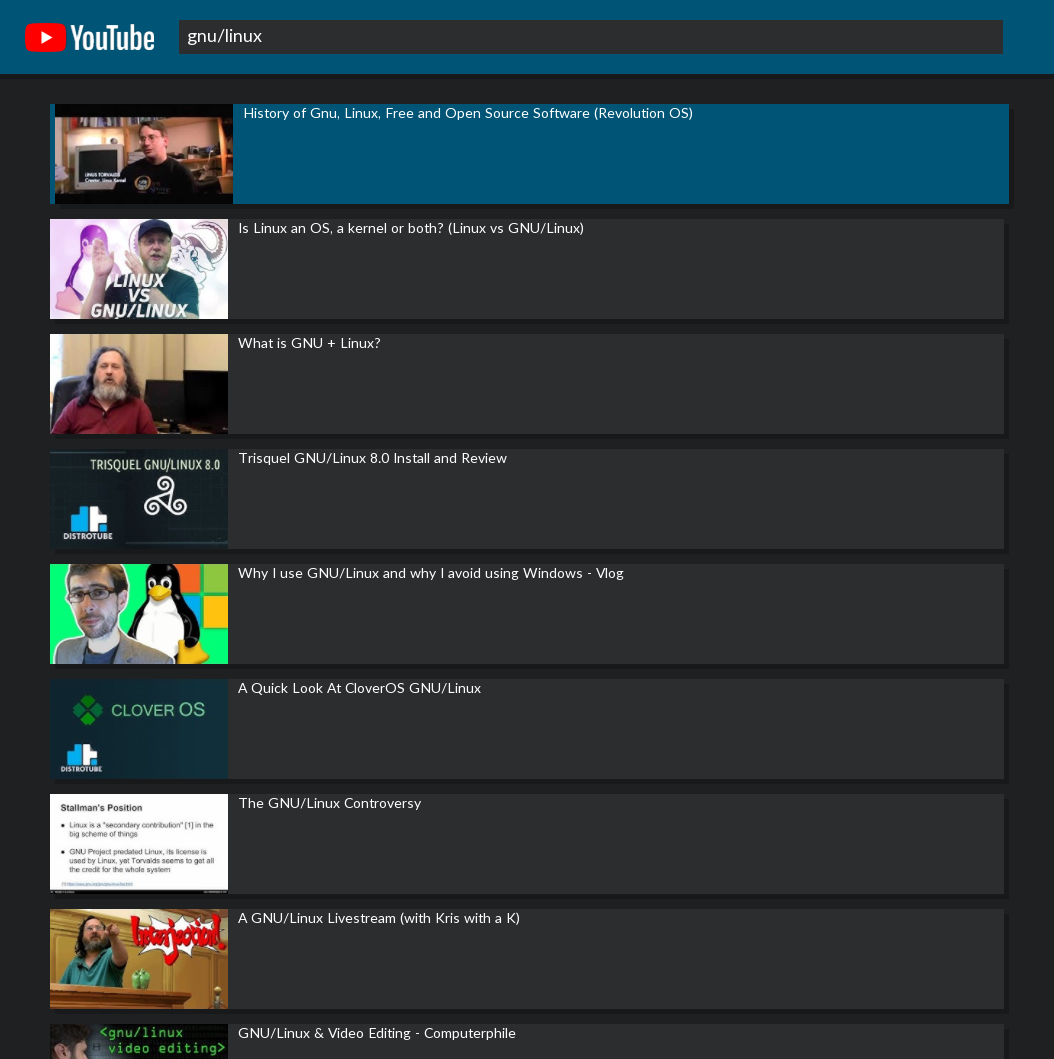 YouTube
gnu/linux
History of Gnu, Linux, Free and Open Source Software (Revolution OS)
LINUS TORVALDS
Creator, Linux Kernel
Is Linux an OS, a kernel or both? (Linux vs GNU/Linux)
LINUX
VS
GNU/LINUX
What is GNU + Linux?
Trisquel GNU/Linux 8.0 Install and Review
TRISQUEL GNU/LINUX 8.0
DISTROTUBE
Why I use GNU/Linux and why I avoid using Windows - Vlog
A Quick Look At CloverOS GNU/Linux
CLOVER OS
DISTROTUBE
The GNU/Linux Controversy
Stallman's Position
• Linux is a "secondary contribution" [1] in the
big scheme of things
• GNU Project predated Linux, its license is
used by Linux, yet Torvalds seems to get all
the credit for the whole system
A GNU/Linux Livestream (with Kris with a K)
Interjection!
GNU/Linux & Video Editing - Computerphile
<gnu/linux
video editing>